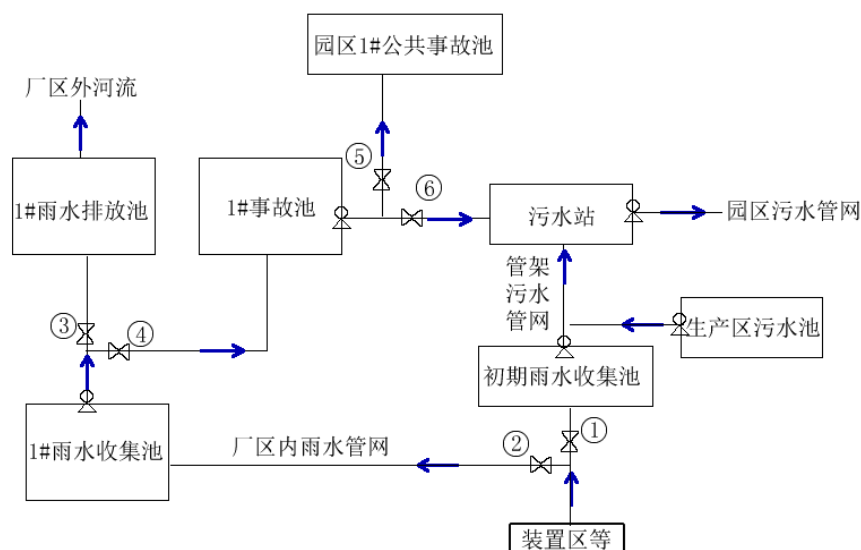 园区1#公共事故池
厂区外河流
⑤
⑥
1#雨水排放池
1#事故池
污水站
园区污水管网
管架
污水
管网
③
④
生产区污水池
初期雨水收集池
①
②
厂区内雨水管网
1#雨水收集池
装置区等